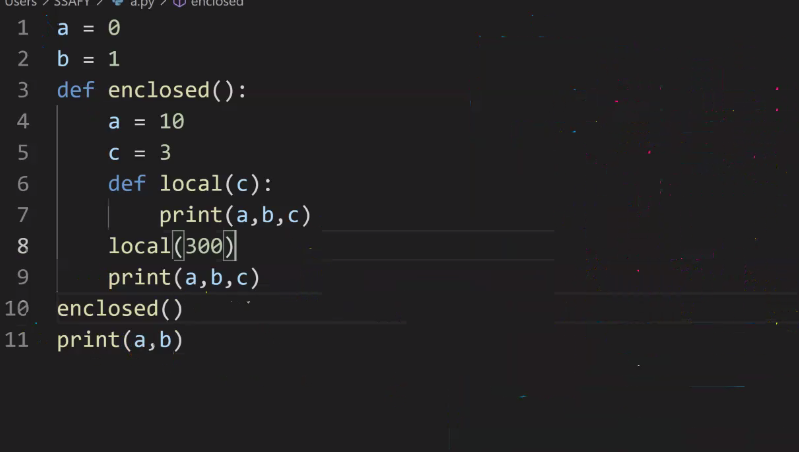 Users > SSAFY > a.py > enclosed
1 a = 0
2 b = 1
3 def enclosed():
4     a = 10
5     c = 3
6     def local(c):
7         print(a,b,c)
8     local(300)
9     print(a,b,c)
10 enclosed()
11 print(a,b)